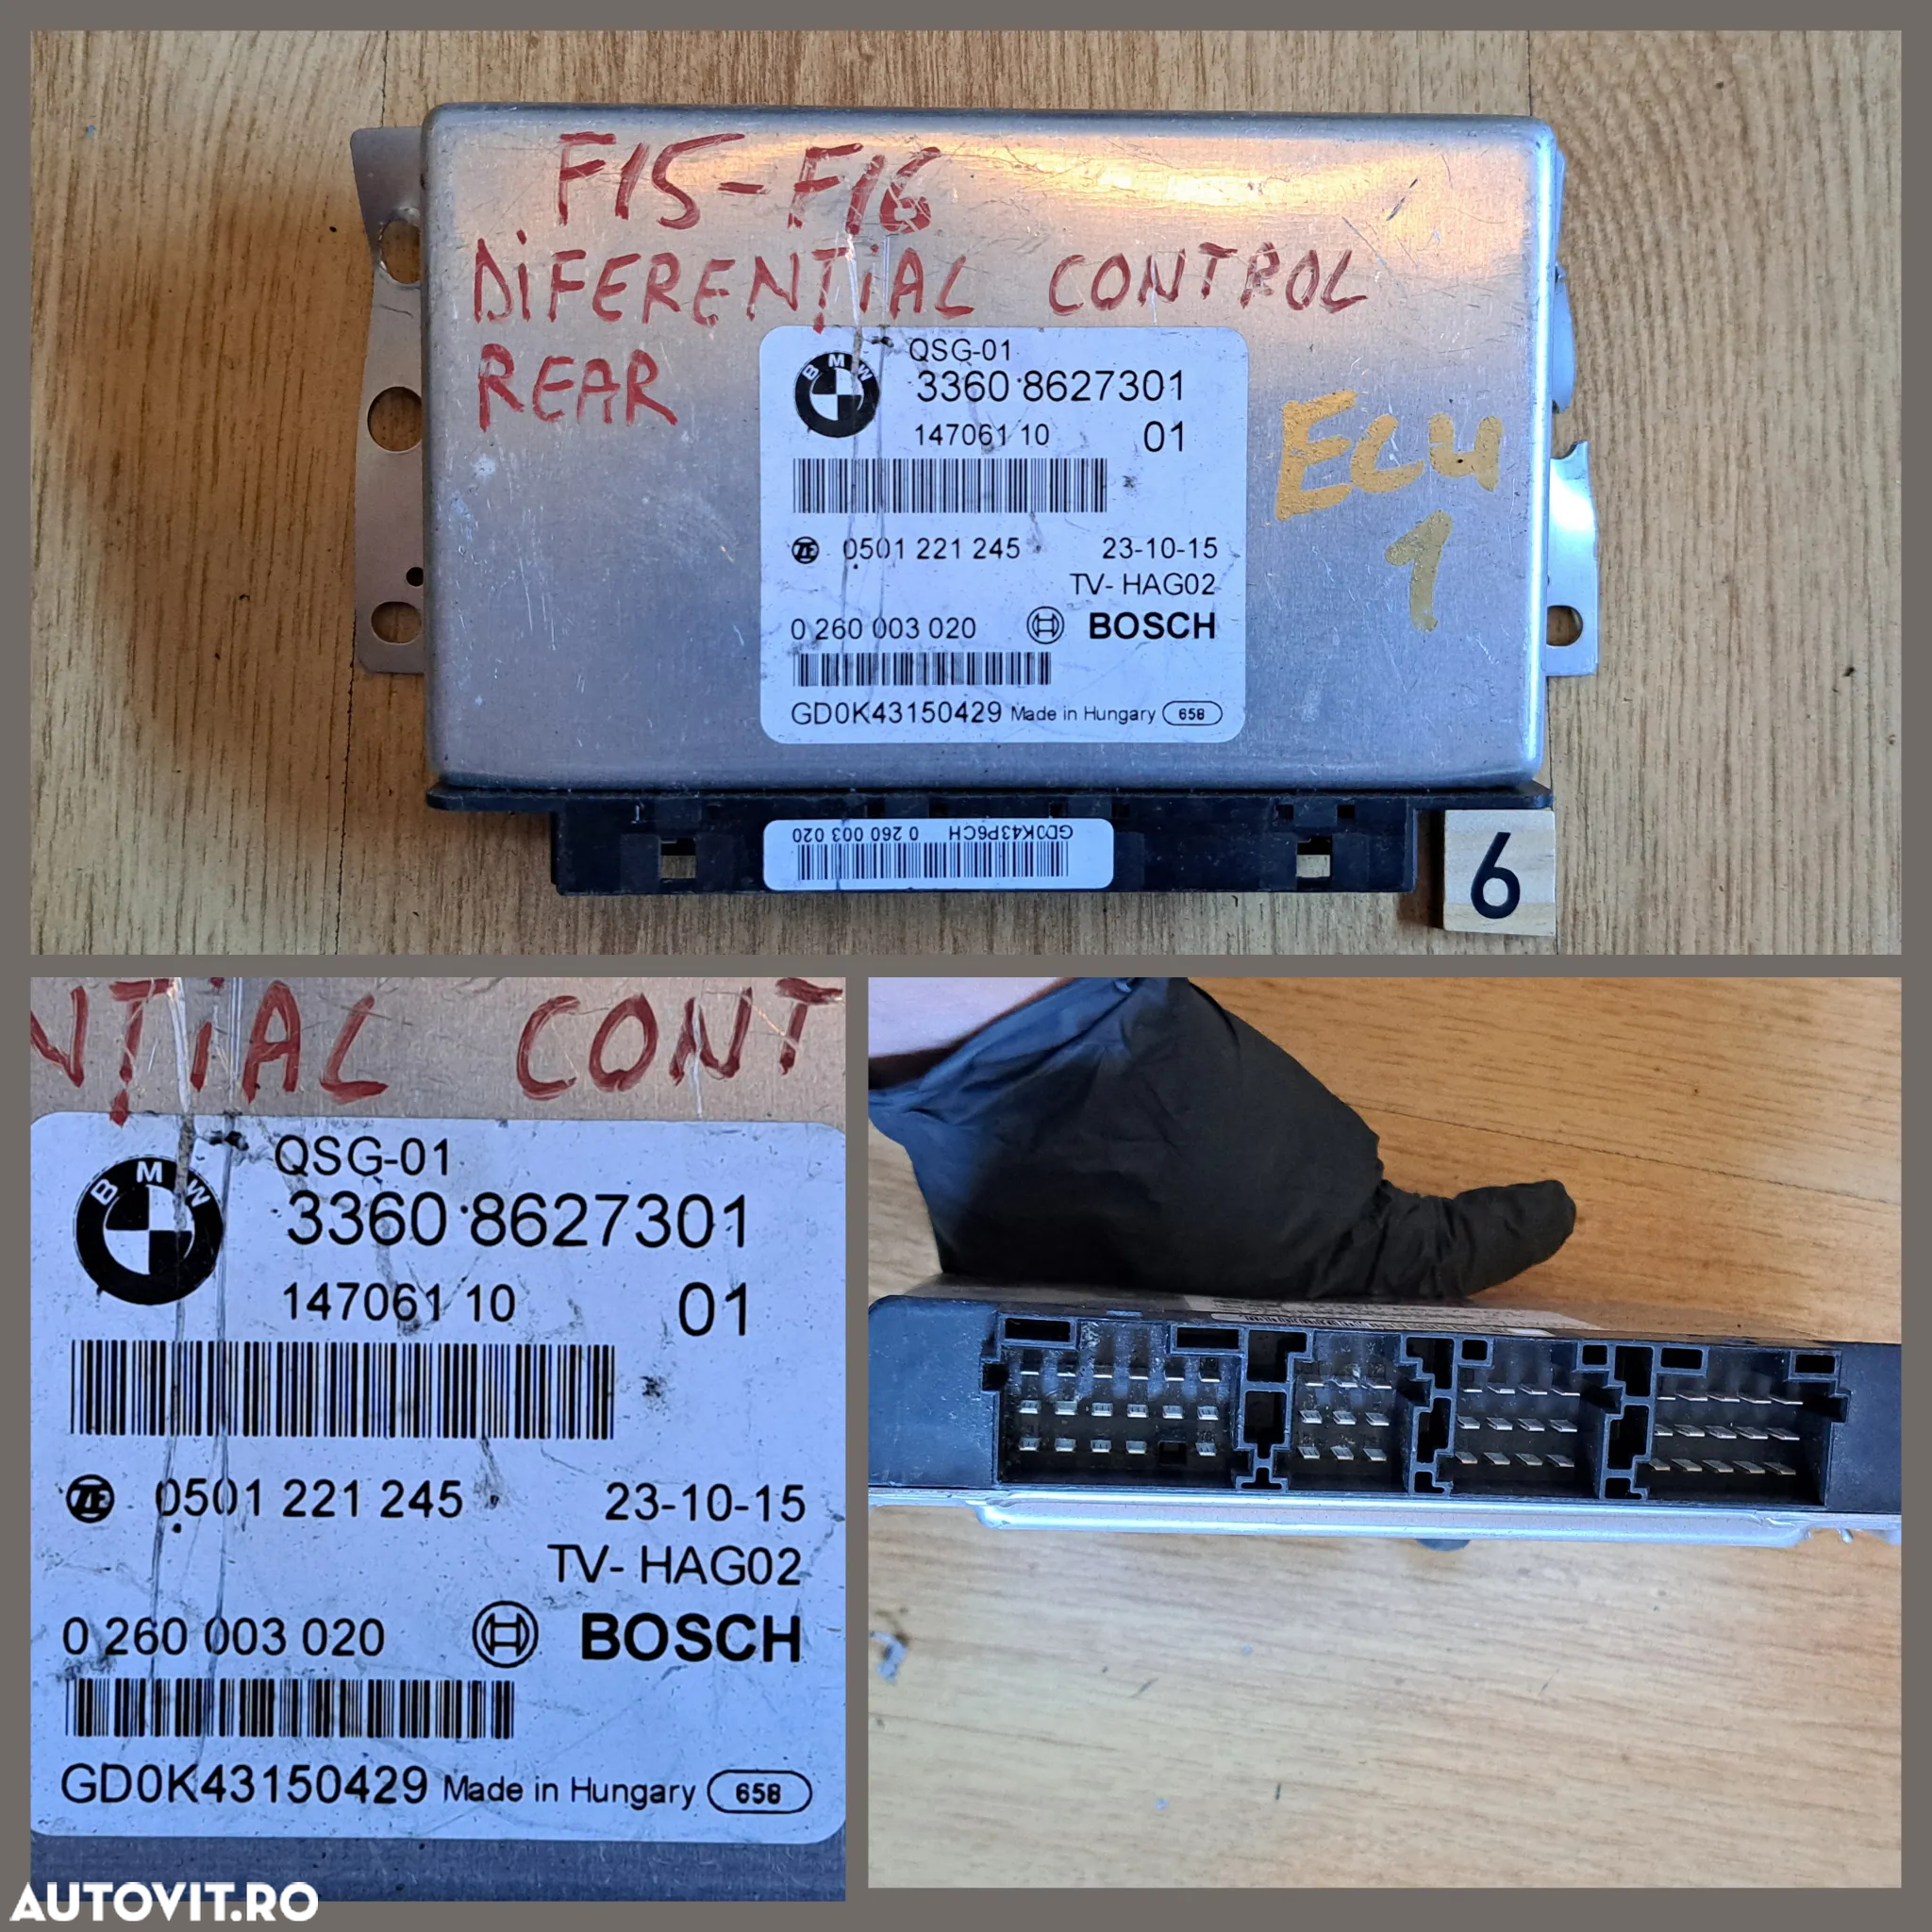 F15-F16
DiFERENTiAL CONTROL
REAR
ECU
1
BMW
QSG-01
3360 8627301
147061 10 01
ZF 0501 221 245 23-10-15
TV- HAG02
0 260 003 020 BOSCH
GD0K43150429 Made in Hungary 658
GD0K43P6CH 0 260 003 020
6
NTiAL CONT
BMW
QSG-01
3360 8627301
147061 10 01
ZF 0501 221 245 23-10-15
TV- HAG02
0 260 003 020 BOSCH
GD0K43150429 Made in Hungary 658
AUTOVIT.RO